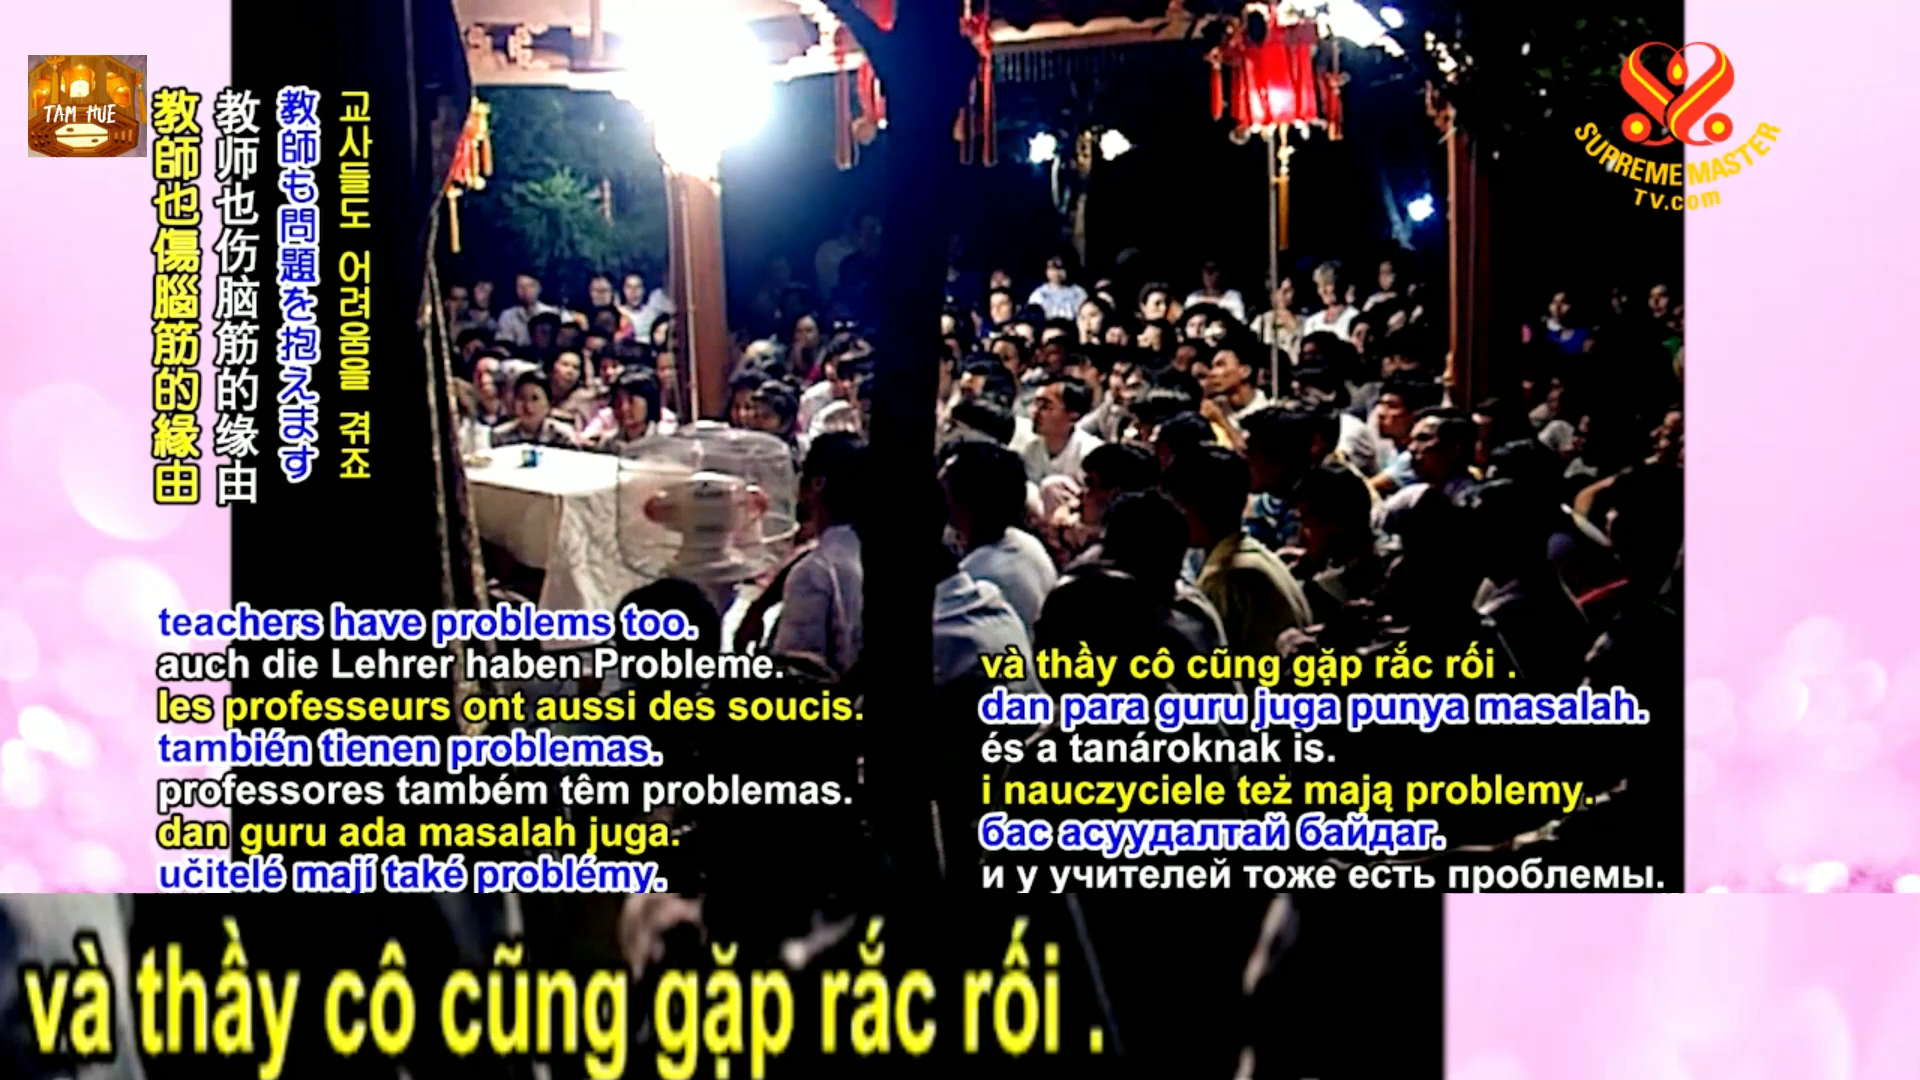 TAM HUE
教師也傷腦筋的緣由
教师也伤脑筋的缘由
教師も問題を抱えます
교사들도 어려움을 겪죠
SUPREME MASTER
TV.com
teachers have problems too.
auch die Lehrer haben Probleme.
les professeurs ont aussi des soucis.
también tienen problemas.
professores também têm problemas.
dan guru ada masalah juga.
učitelé mají také problémy.
và thầy cô cũng gặp rắc rối .
dan para guru juga punya masalah.
és a tanároknak is.
i nauczyciele też mają problemy.
бас асуудалтай байдаг.
и у учителей тоже есть проблемы.
và thầy cô cũng gặp rắc rối .